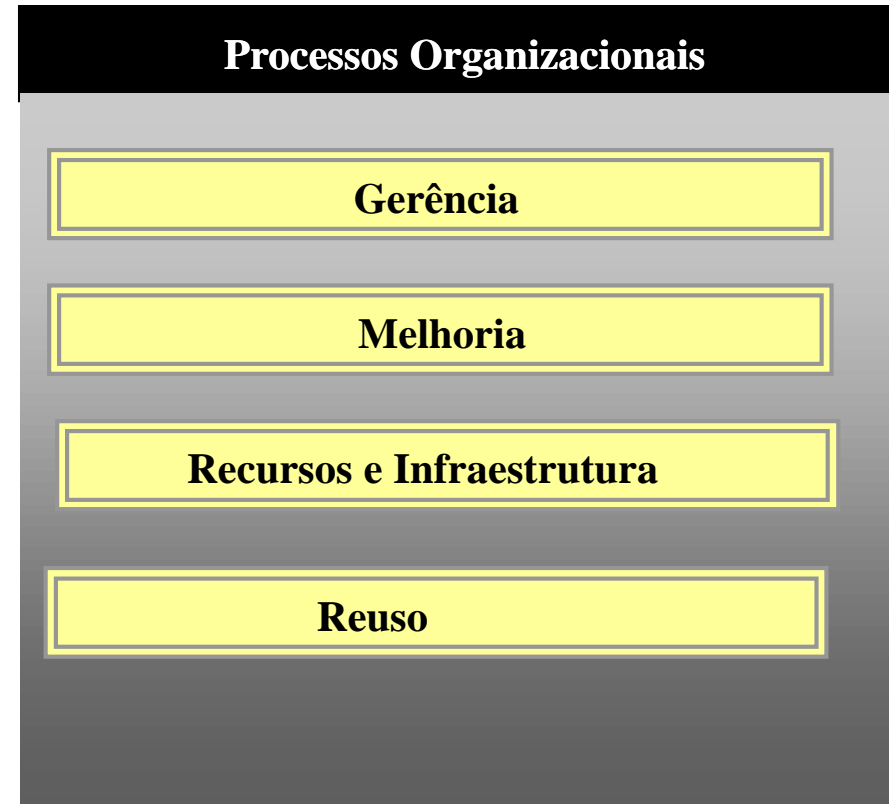 Processos Organizacionais
Gerência
Melhoria
Recursos e Infraestrutura
Reuso